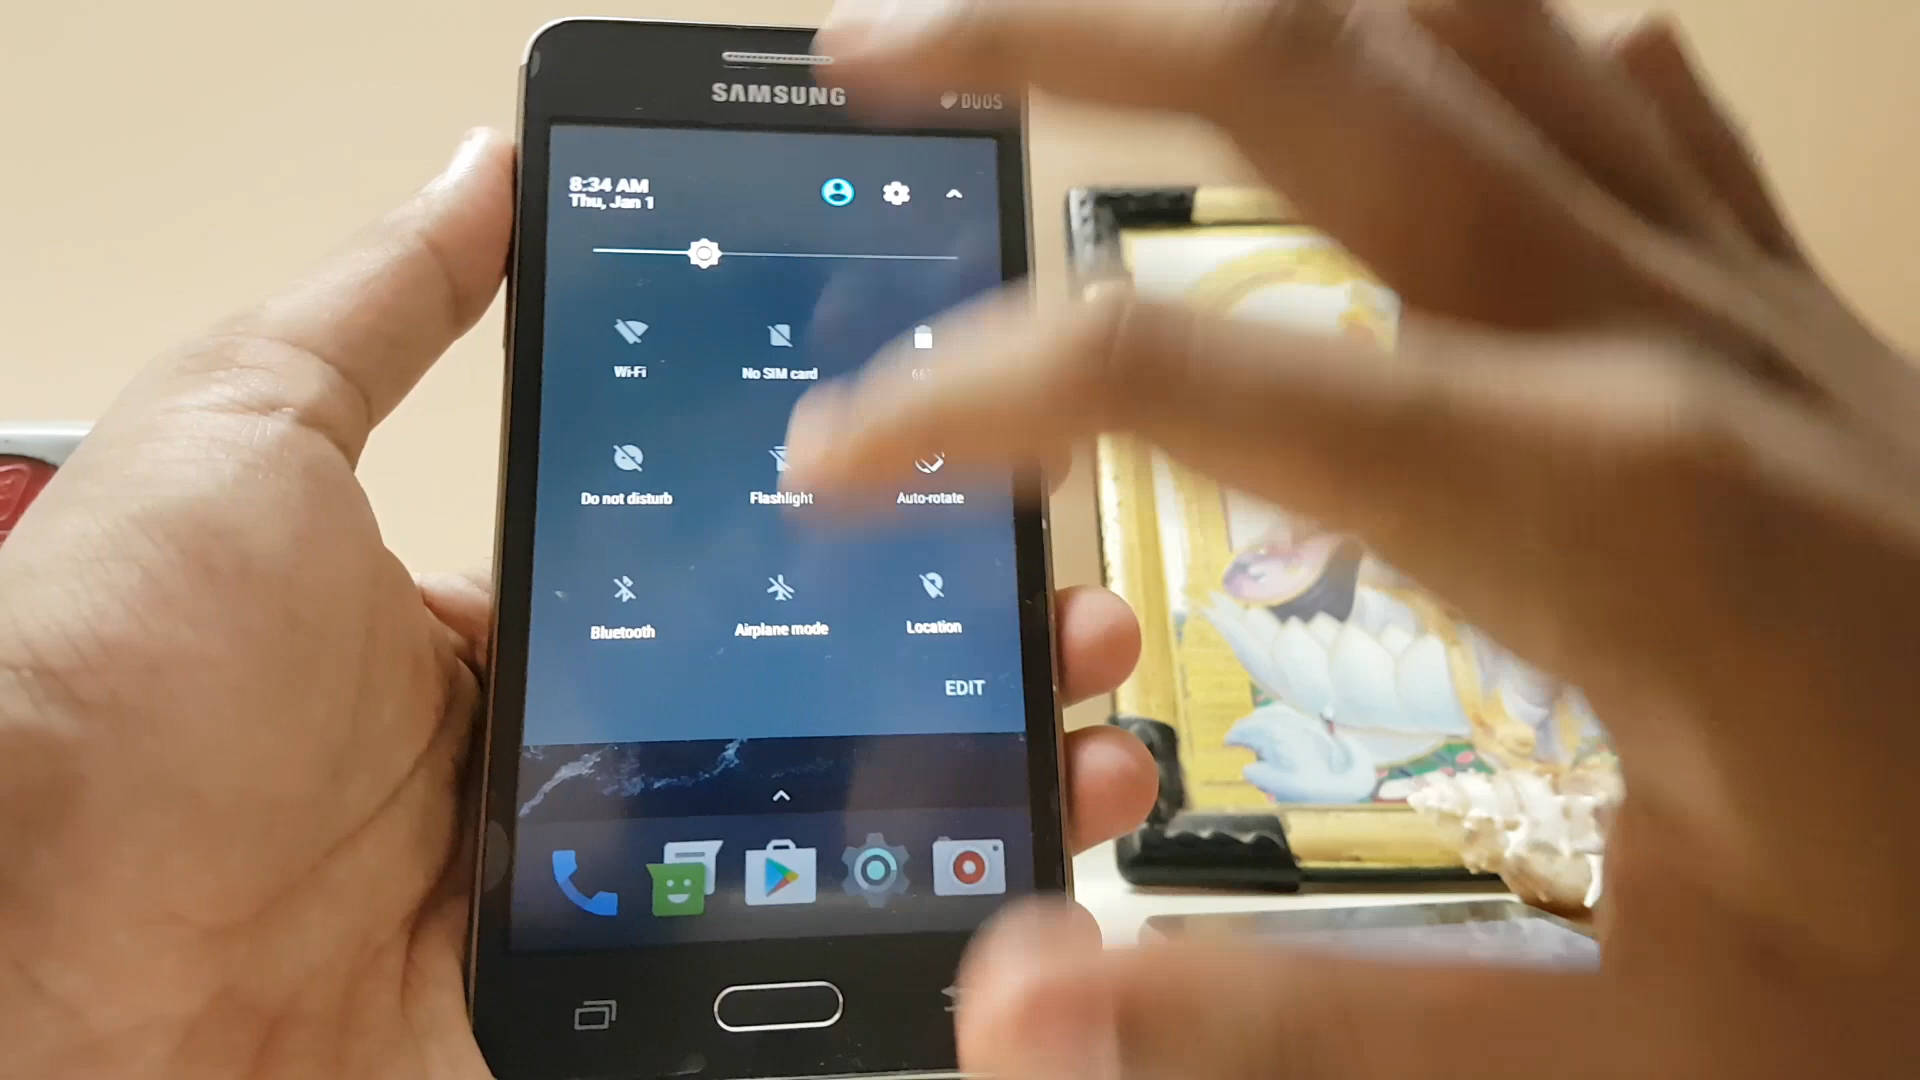 SAMSUNG
DUOS
8:34 AM
Thu, Jan 1
Wi-Fi
No SIM card
Do not disturb
Flashlight
Auto-rotate
Bluetooth
Airplane mode
Location
EDIT